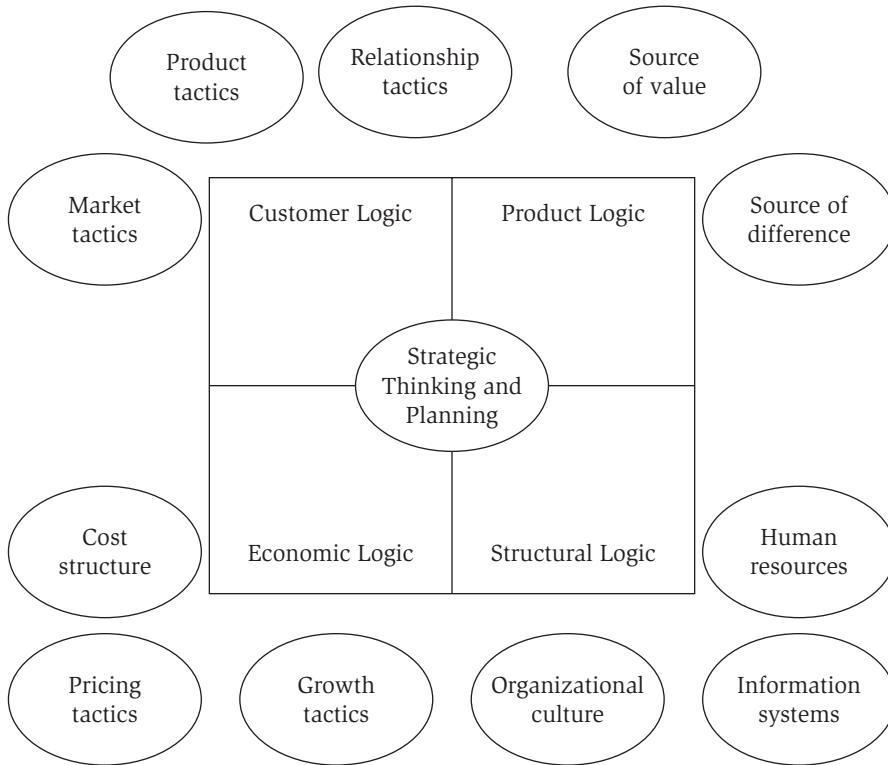 Product
tactics
Relationship
tactics
Source
of value
Market
tactics
Customer Logic
Product Logic
Source of
difference
Strategic
Thinking and
Planning
Cost
structure
Economic Logic
Structural Logic
Human
resources
Pricing
tactics
Growth
tactics
Organizational
culture
Information
systems